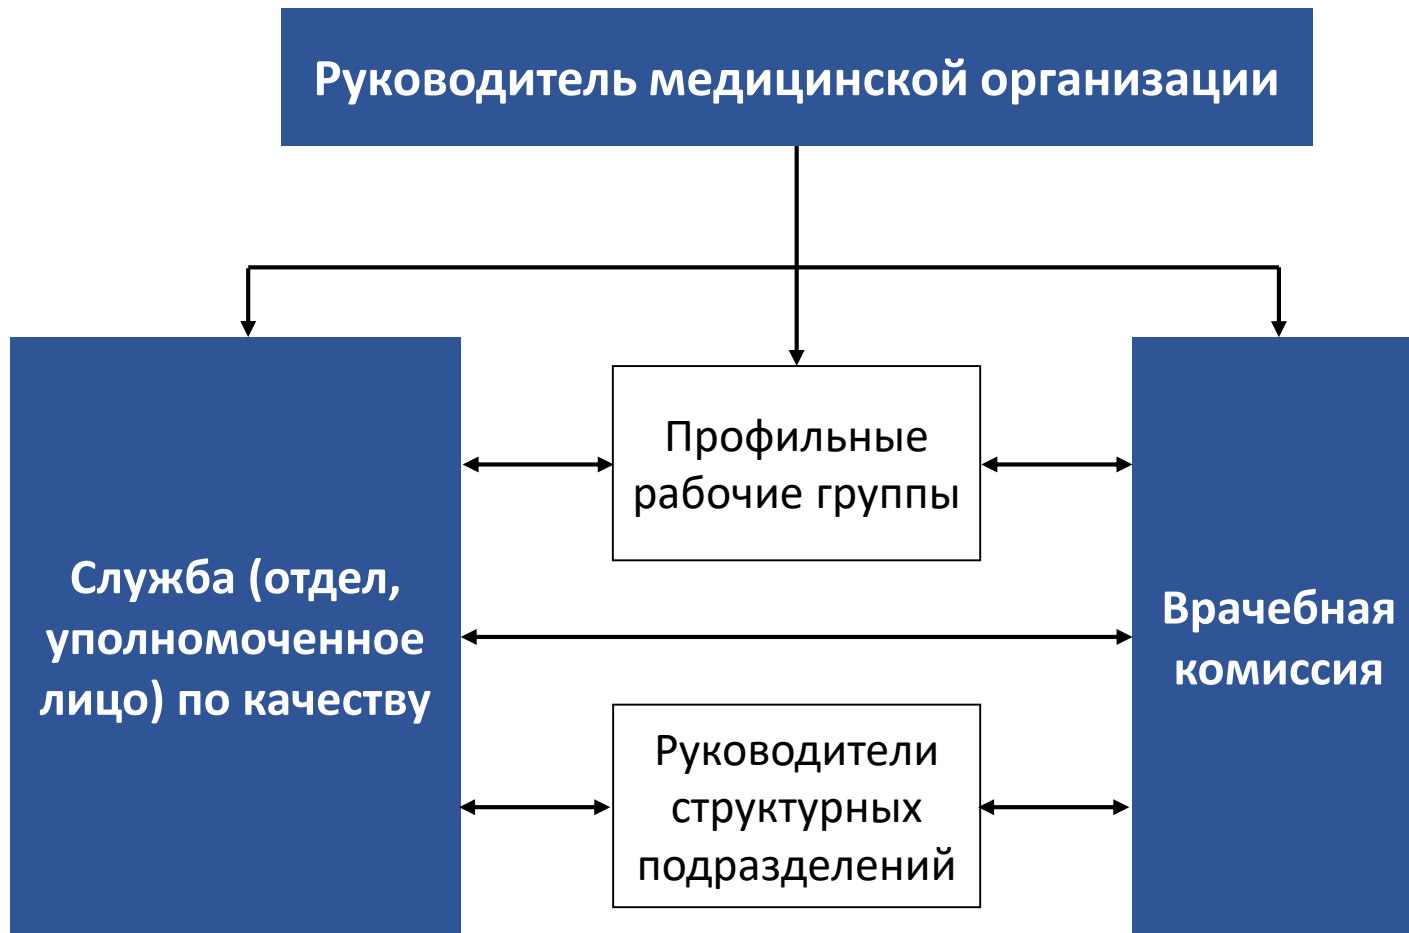 Руководитель медицинской организации
Профильные
рабочие группы
Служба (отдел,
уполномоченное
лицо) по качеству
Врачебная
комиссия
Руководители
структурных
подразделений